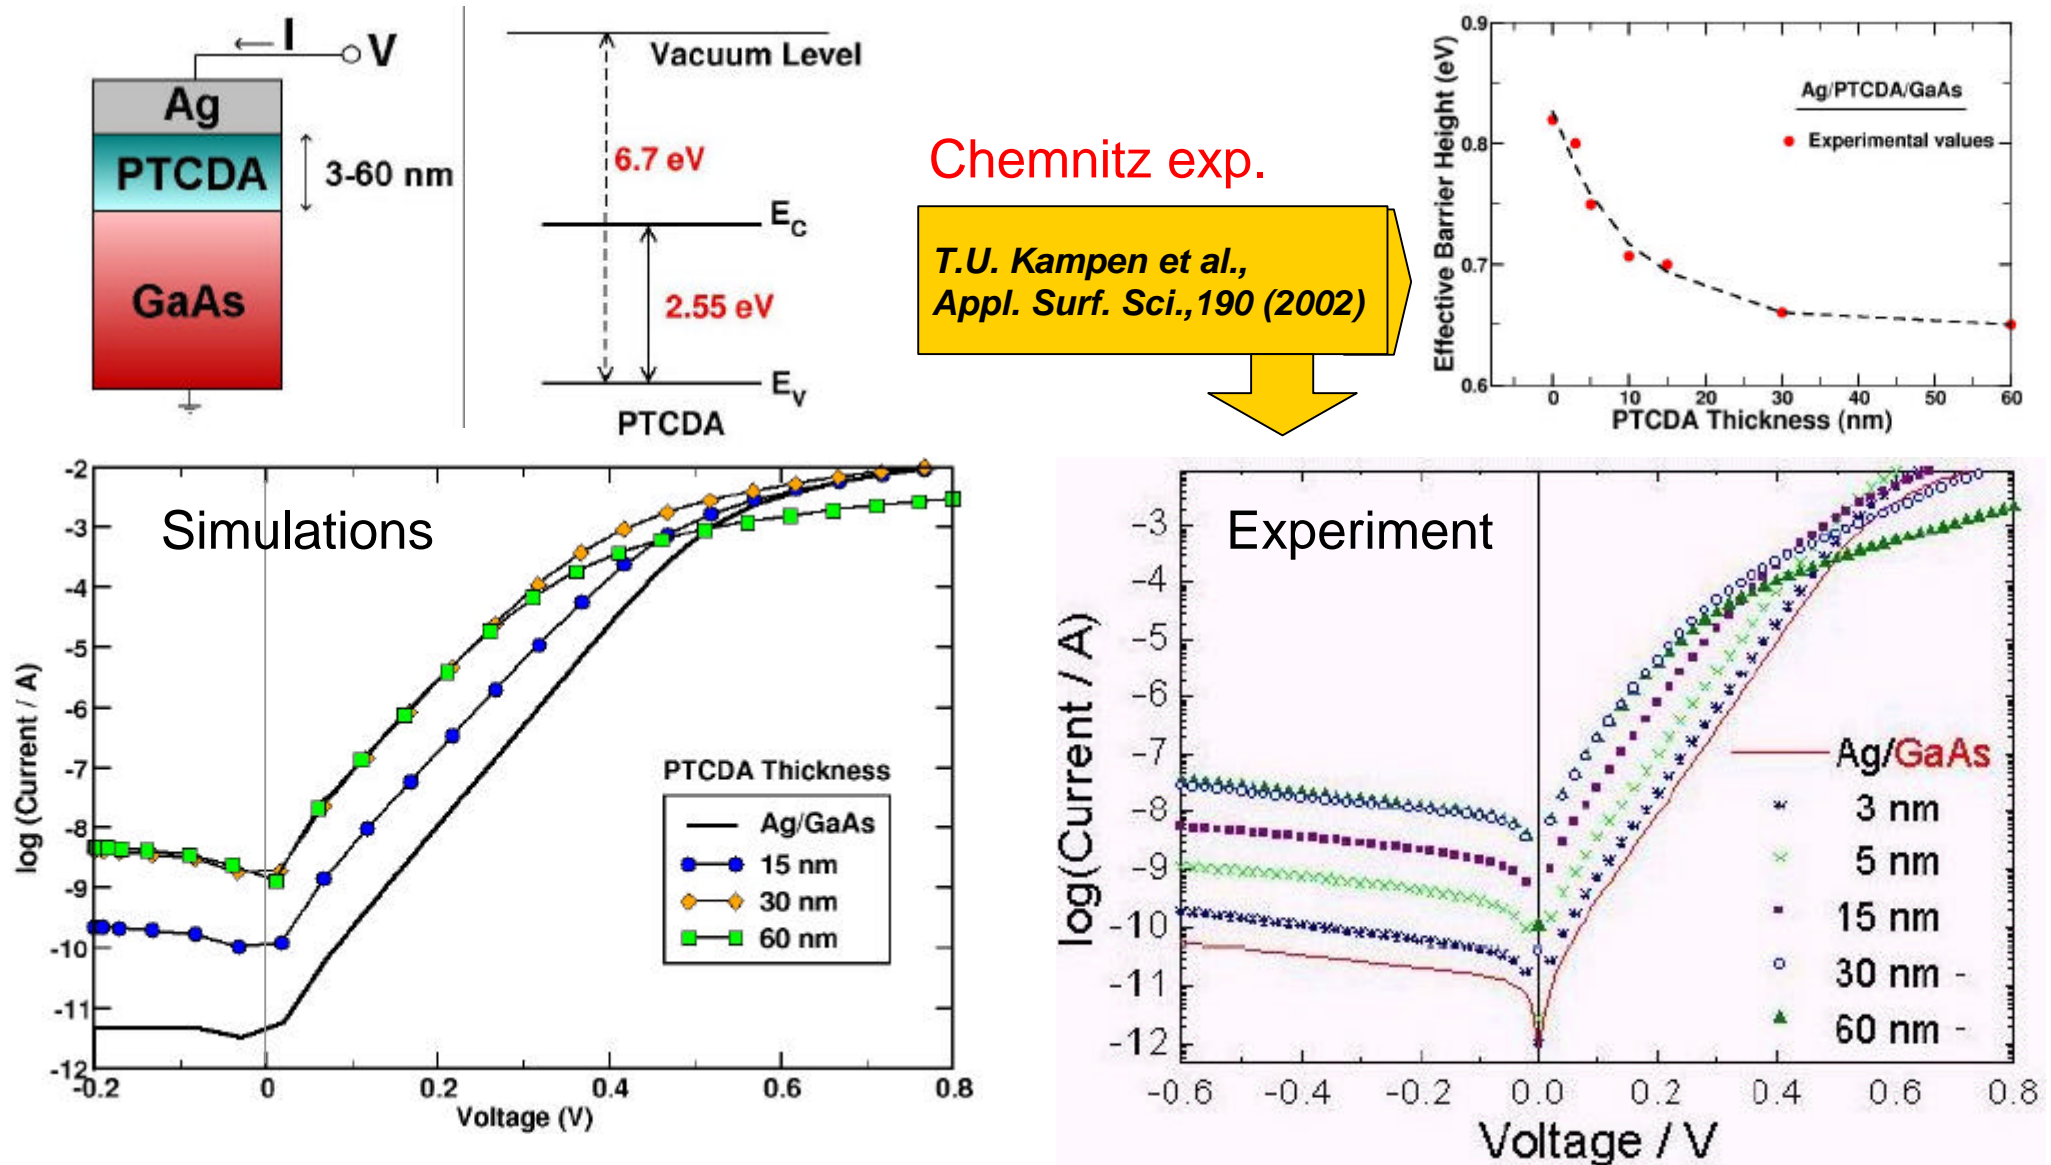 I
V
Ag
PTCDA
3-60 nm
GaAs
Vacuum Level
6.7 eV
E_C
2.55 eV
E_V
PTCDA
Chemnitz exp.
T.U. Kampen et al.,
Appl. Surf. Sci.,190 (2002)
Effective Barrier Height (eV)
0.9
0.8
0.7
0.6
Ag/PTCDA/GaAs
Experimental values
0 10 20 30 40 50 60
PTCDA Thickness (nm)
log (Current / A)
-2
-3
-4
-5
-6
-7
-8
-9
-10
-11
-12
Simulations
PTCDA Thickness
Ag/GaAs
15 nm
30 nm
60 nm
-0.2 0 0.2 0.4 0.6 0.8
Voltage (V)
log(Current / A)
-3
-4
-5
-6
-7
-8
-9
-10
-11
-12
Experiment
Ag/GaAs
3 nm
5 nm
15 nm
30 nm -
60 nm -
-0.6 -0.4 -0.2 0.0 0.2 0.4 0.6 0.8
Voltage / V